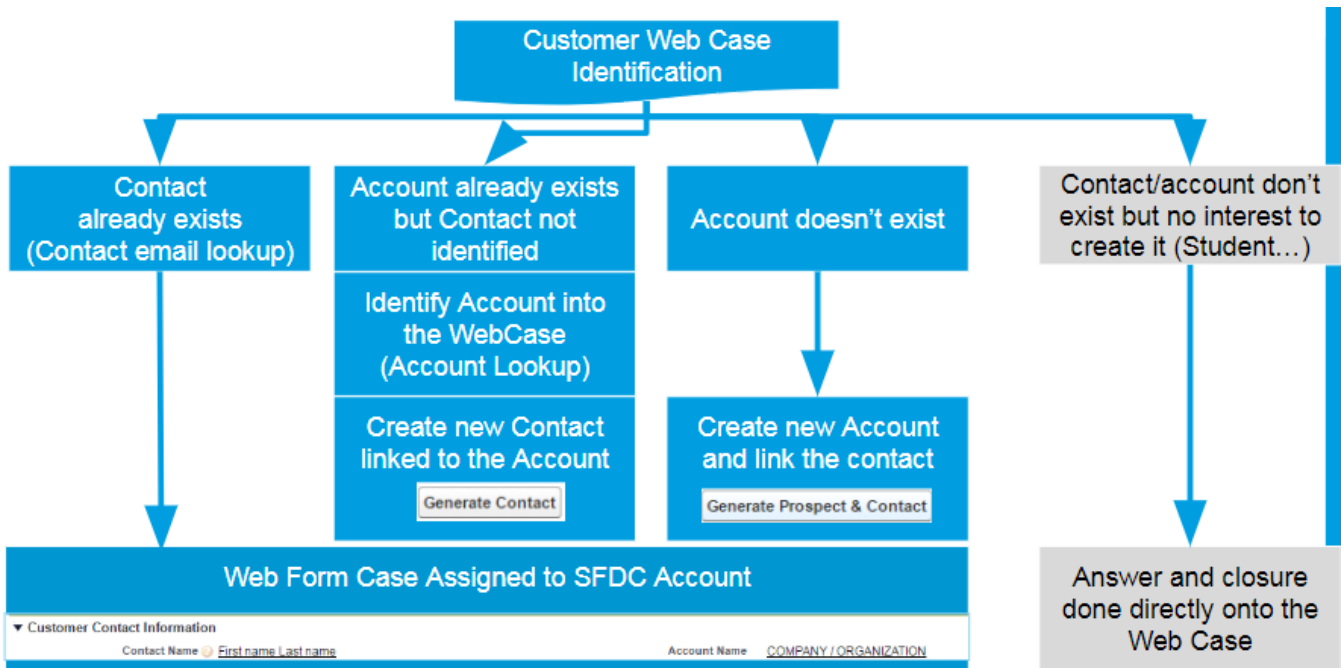 Customer Web Case
Identification
Contact
already exists
(Contact email lookup)
Account already exists
but Contact not
identified
Account doesn't exist
Contact/account don't
exist but no interest to
create it (Student...)
Identify Account into
the WebCase
(Account Lookup)
Create new Contact
linked to the Account
Generate Contact
Create new Account
and link the contact
Generate Prospect & Contact
Web Form Case Assigned to SFDC Account
Answer and closure
done directly onto the
Web Case
▼ Customer Contact Information
Contact Name First name Last name
Account Name COMPANY / ORGANIZATION